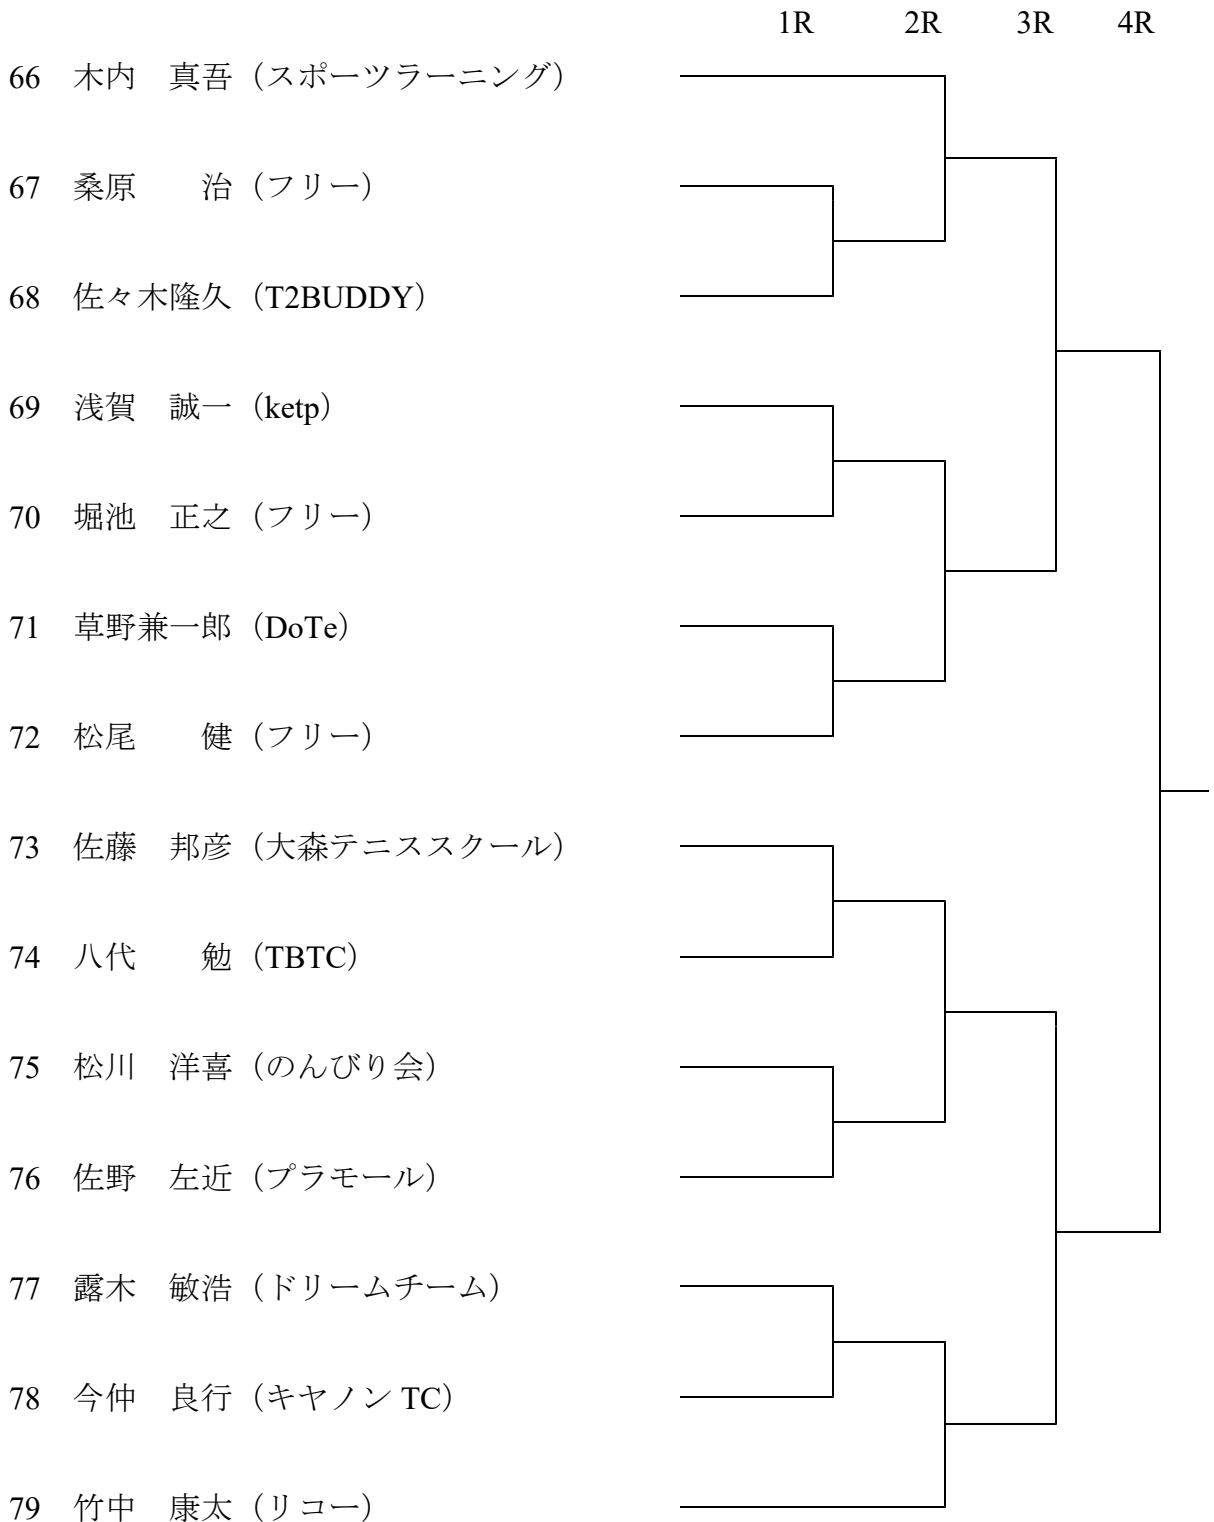 1R 2R 3R 4R
66 木内　真吾（スポーツラーニング）
67 桑原　　治（フリー）
68 佐々木隆久（T2BUDDY）
69 浅賀　誠一（ketp）
70 堀池　正之（フリー）
71 草野兼一郎（DoTe）
72 松尾　　健（フリー）
73 佐藤　邦彦（大森テニススクール）
74 八代　　勉（TBTC）
75 松川　洋喜（のんびり会）
76 佐野　左近（プラモール）
77 露木　敏浩（ドリームチーム）
78 今仲　良行（キヤノン TC）
79 竹中　康太（リコー）